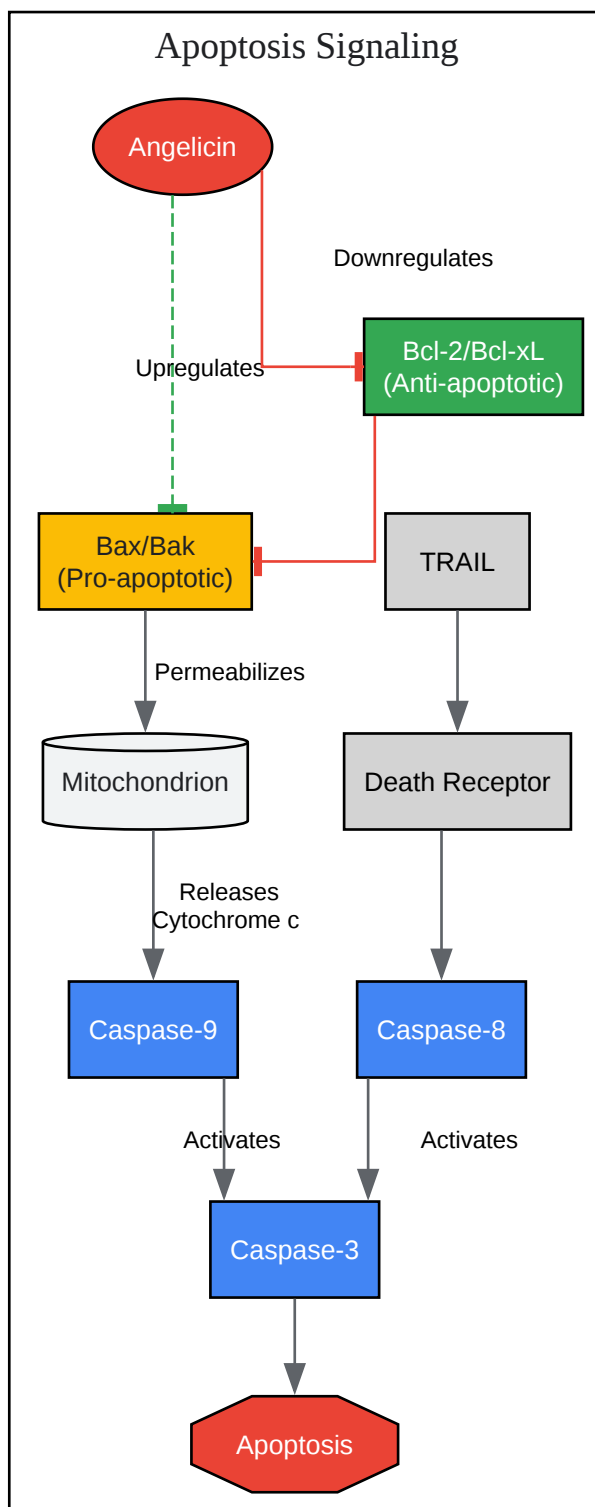 Apoptosis Signaling
Angelicin
Downregulates
Bcl-2/Bcl-xL
(Anti-apoptotic)
Upregulates
Bax/Bak
(Pro-apoptotic)
TRAIL
Permeabilizes
Mitochondrion
Death Receptor
Releases
Cytochrome c
Caspase-9
Caspase-8
Activates
Activates
Caspase-3
Apoptosis